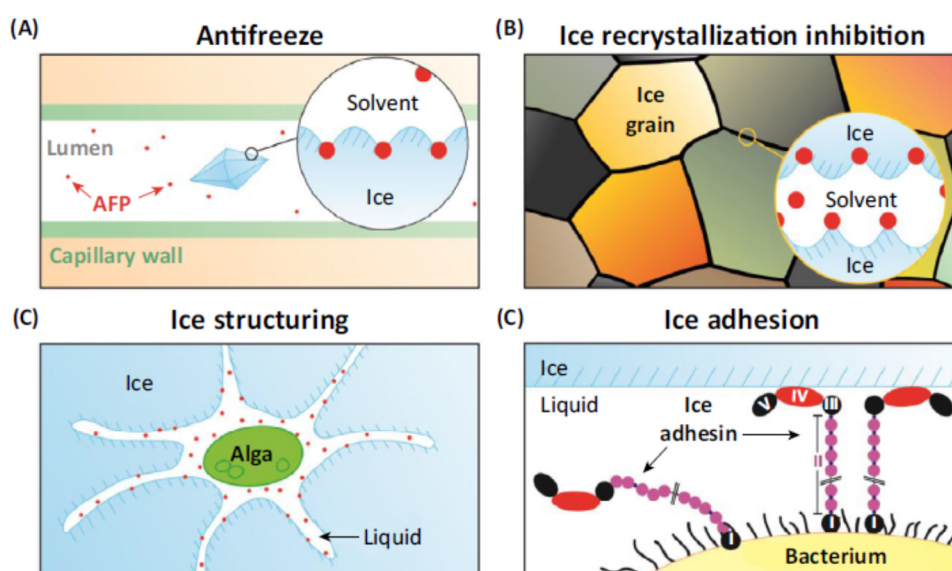 (A) Antifreeze
Solvent
Lumen
AFP
Ice
Capillary wall
(B) Ice recrystallization inhibition
Ice
grain
Ice
Solvent
Ice
(C) Ice structuring
Ice
Alga
Liquid
(C) Ice adhesion
Ice
Liquid
Ice
adhesin
V IV III
II
I I I
Bacterium